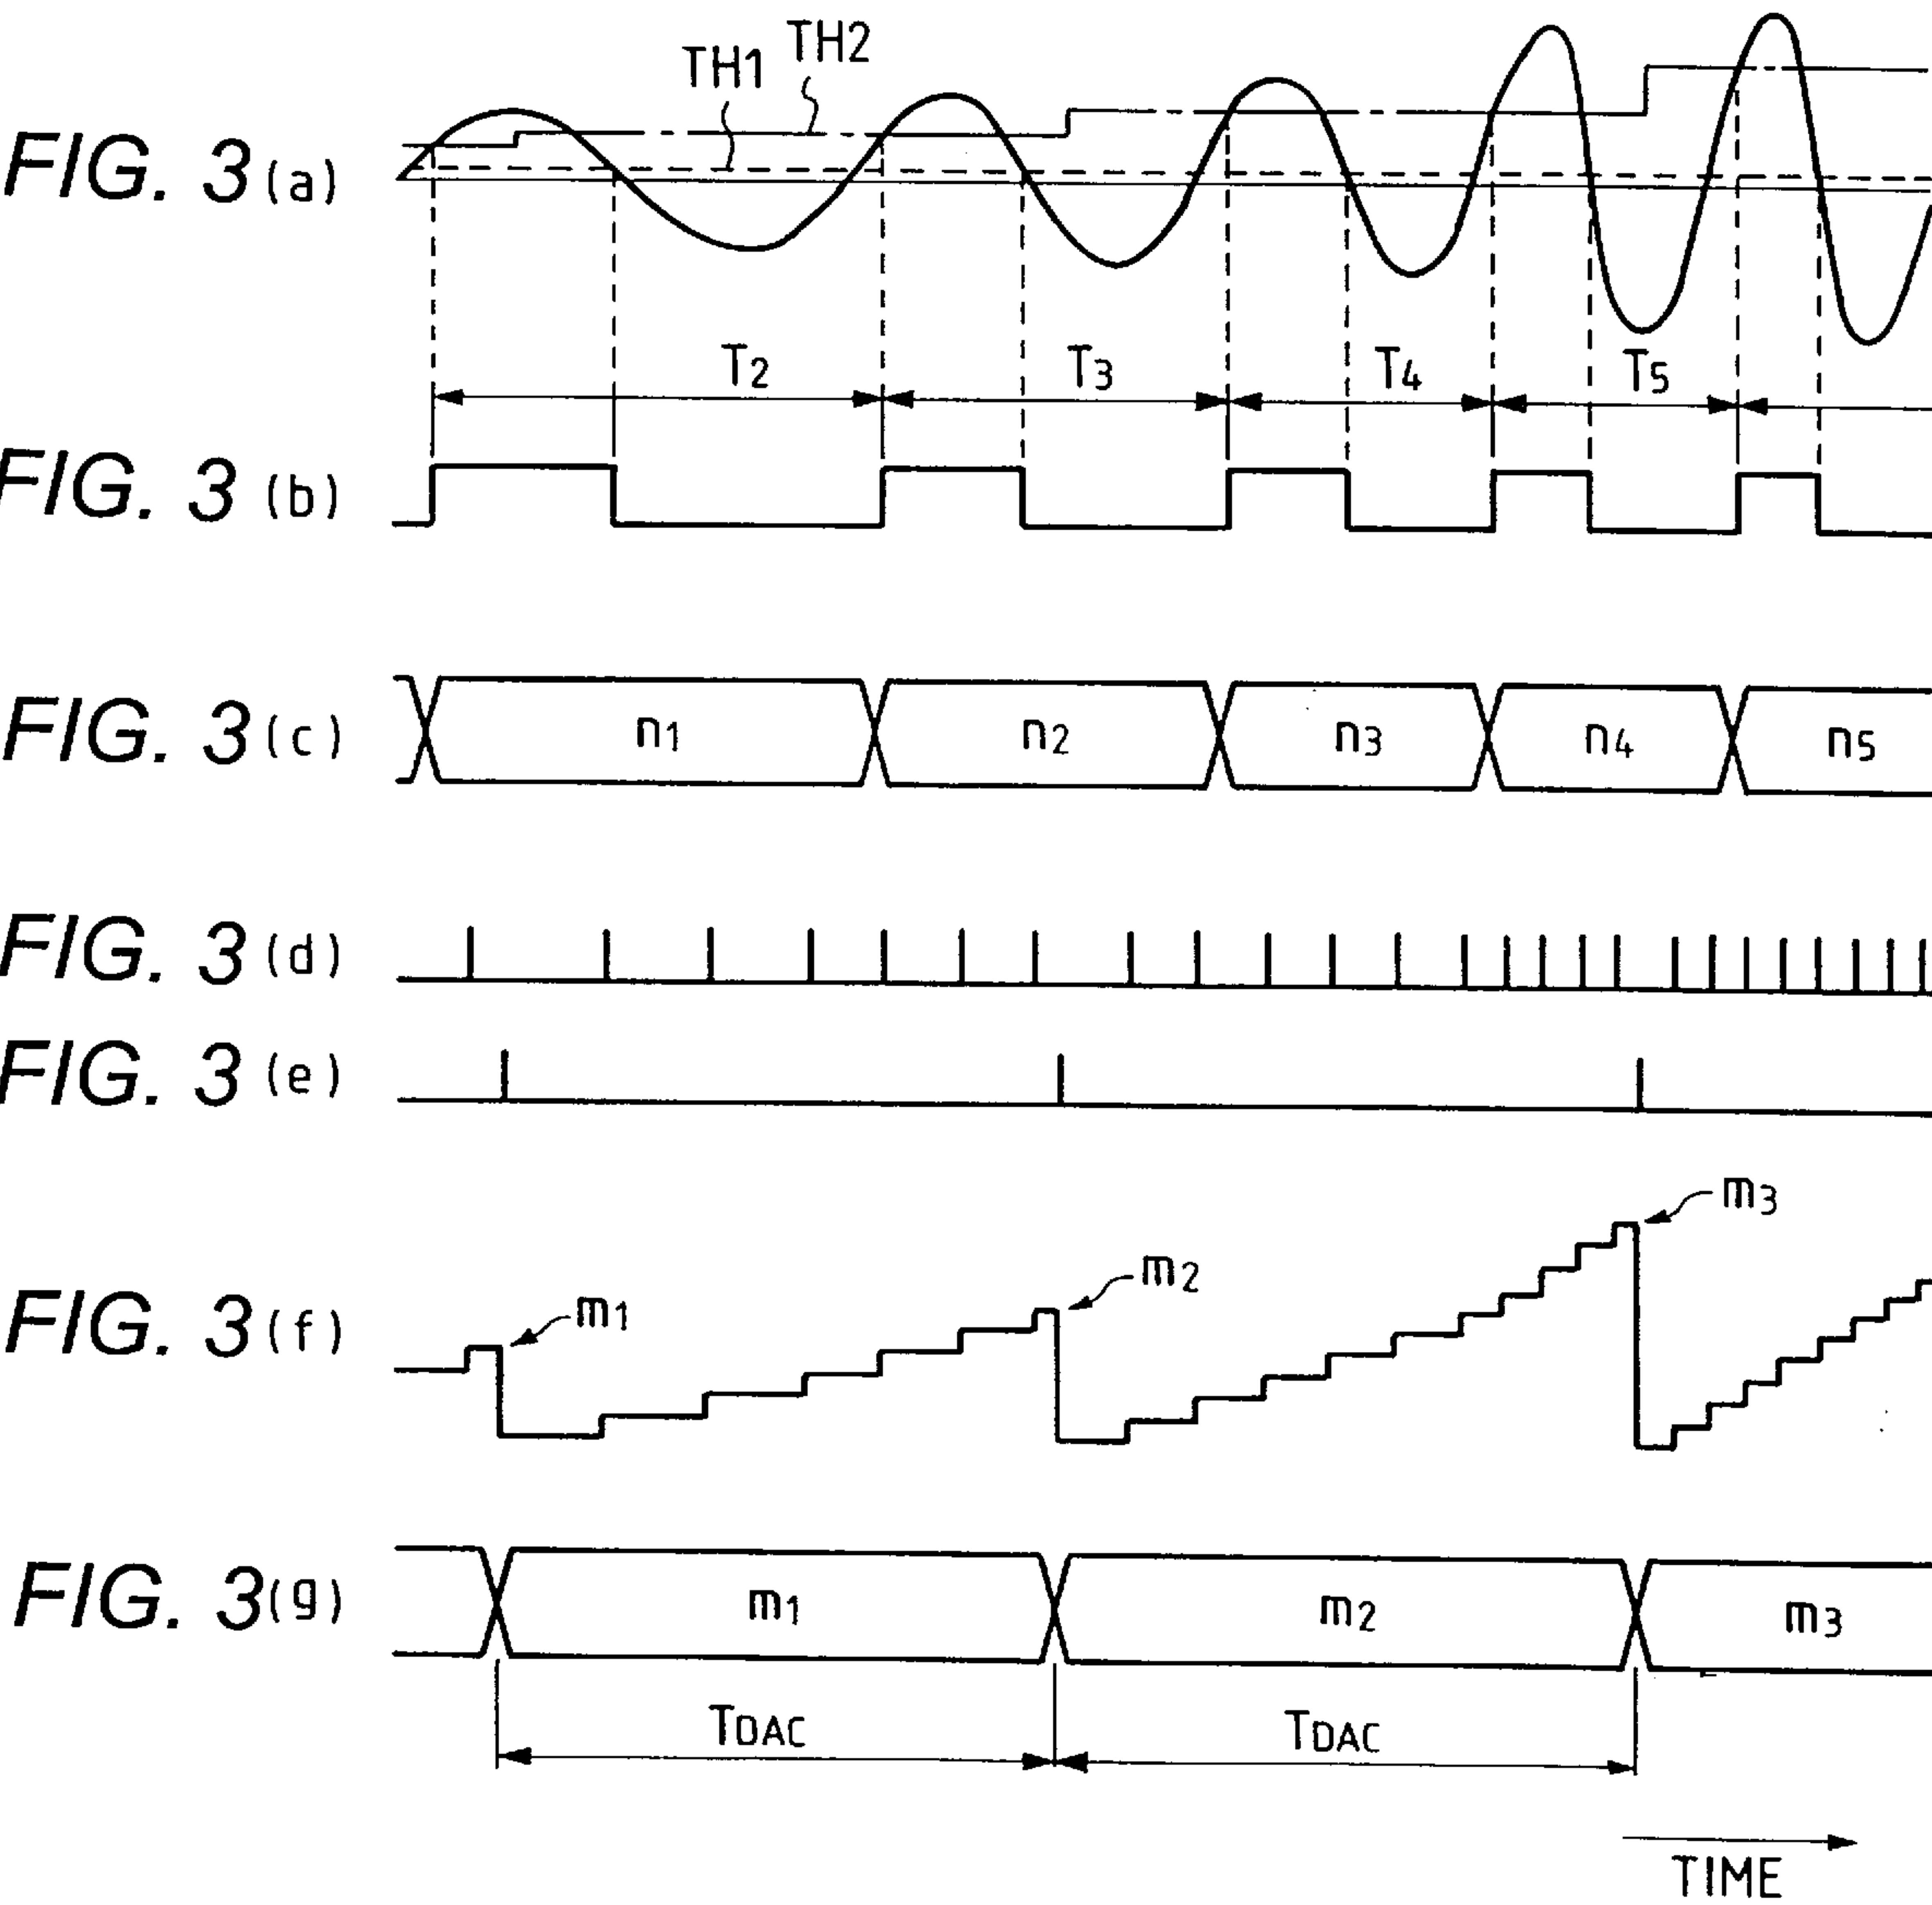 TH1 TH2
FIG. 3 (a)
T2 T3 T4 T5
FIG. 3 (b)
FIG. 3 (c) n1 n2 n3 n4 n5
FIG. 3 (d)
FIG. 3 (e)
m3
m2
FIG. 3 (f) m1
FIG. 3 (g) m1 m2 m3
TDAC TDAC
TIME